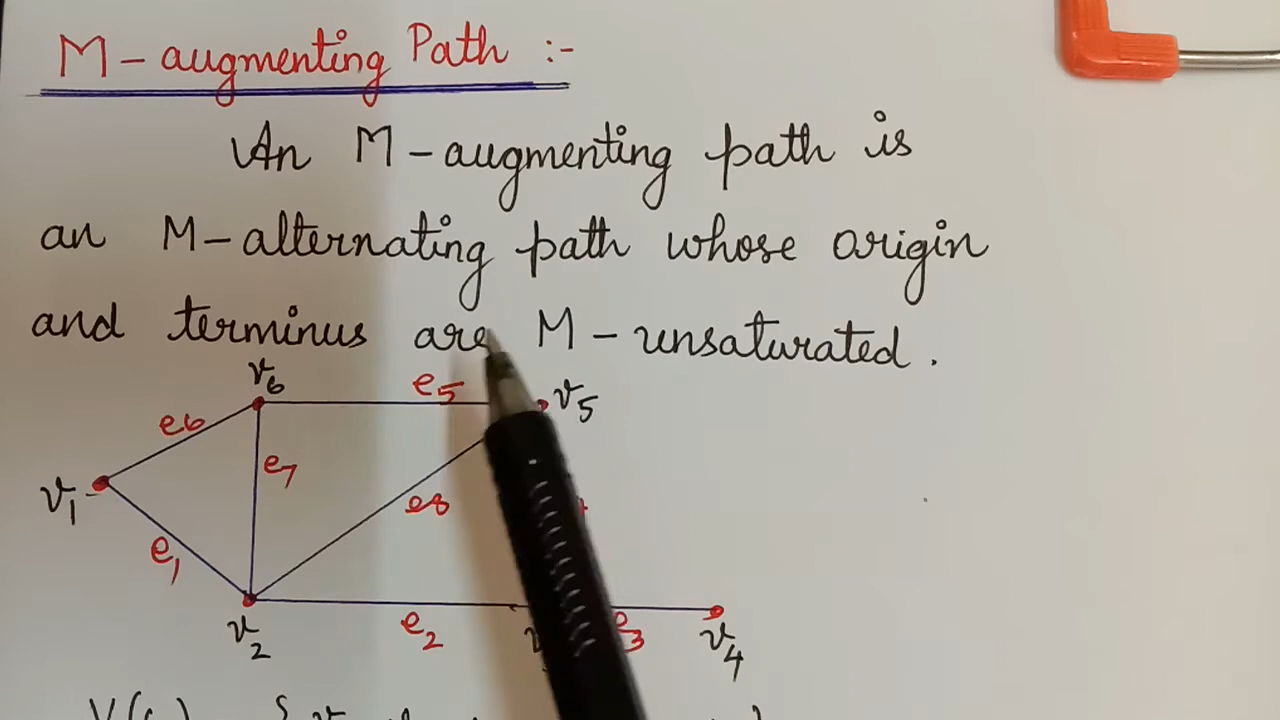 M-augmenting Path :-
An M-augmenting path is
an M-alternating path whose origin
and terminus are M-unsaturated.
v6 e5 v5
e6
e7
v1 e8
e1
e2 e3
v2 v4